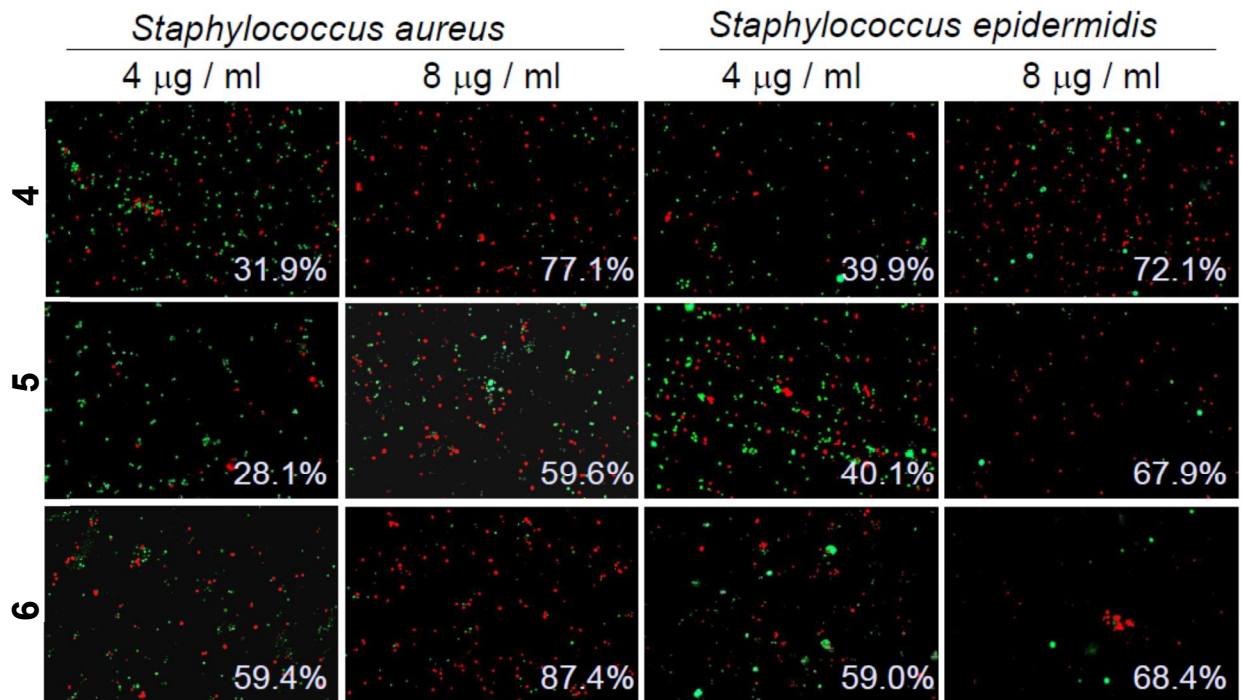 Staphylococcus aureus Staphylococcus epidermidis
4 μg / ml 8 μg / ml 4 μg / ml 8 μg / ml
4 31.9% 77.1% 39.9% 72.1%
5 28.1% 59.6% 40.1% 67.9%
6 59.4% 87.4% 59.0% 68.4%